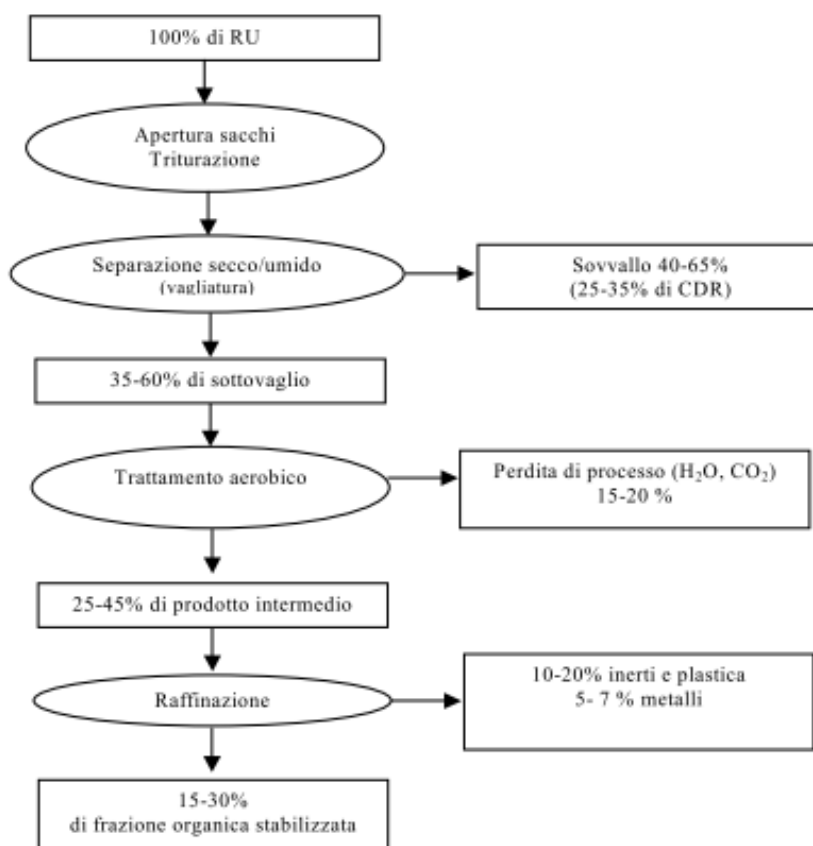 100% di RU
Apertura sacchi
Triturazione
Separazione secco/umido
(vagliatura)
Sovvallo 40-65%
(25-35% di CDR)
35-60% di sottovaglio
Trattamento aerobico
Perdita di processo (H₂O, CO₂)
15-20 %
25-45% di prodotto intermedio
Raffinazione
10-20% inerti e plastica
5- 7 % metalli
15-30%
di frazione organica stabilizzata